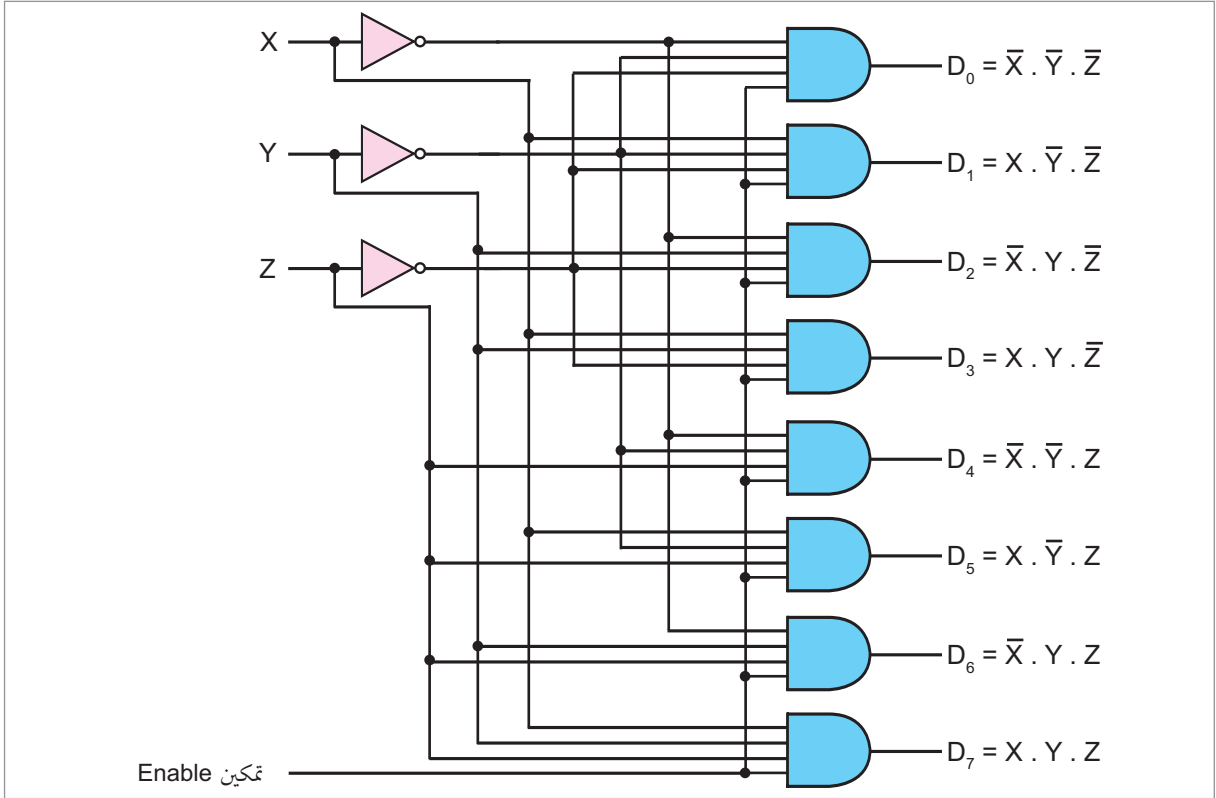 X
D₀ = X̅ . Y̅ . Z̅
Y
D₁ = X . Y̅ . Z̅
Z
D₂ = X̅ . Y . Z̅
D₃ = X . Y . Z̅
D₄ = X̅ . Y̅ . Z
D₅ = X . Y̅ . Z
D₆ = X̅ . Y . Z
D₇ = X . Y . Z
Enable تمكين